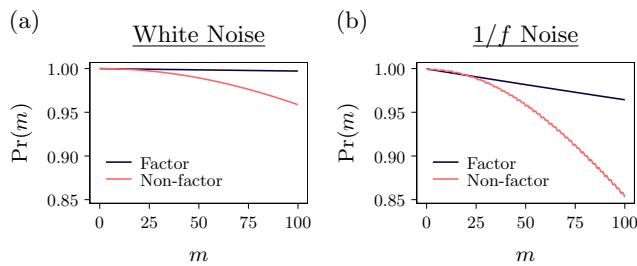 (a)
White Noise
1.00
0.95
0.90
0.85
Pr(m)
Factor
Non-factor
0 25 50 75 100
m
(b)
1/f Noise
1.00
0.95
0.90
0.85
Pr(m)
Factor
Non-factor
0 25 50 75 100
m